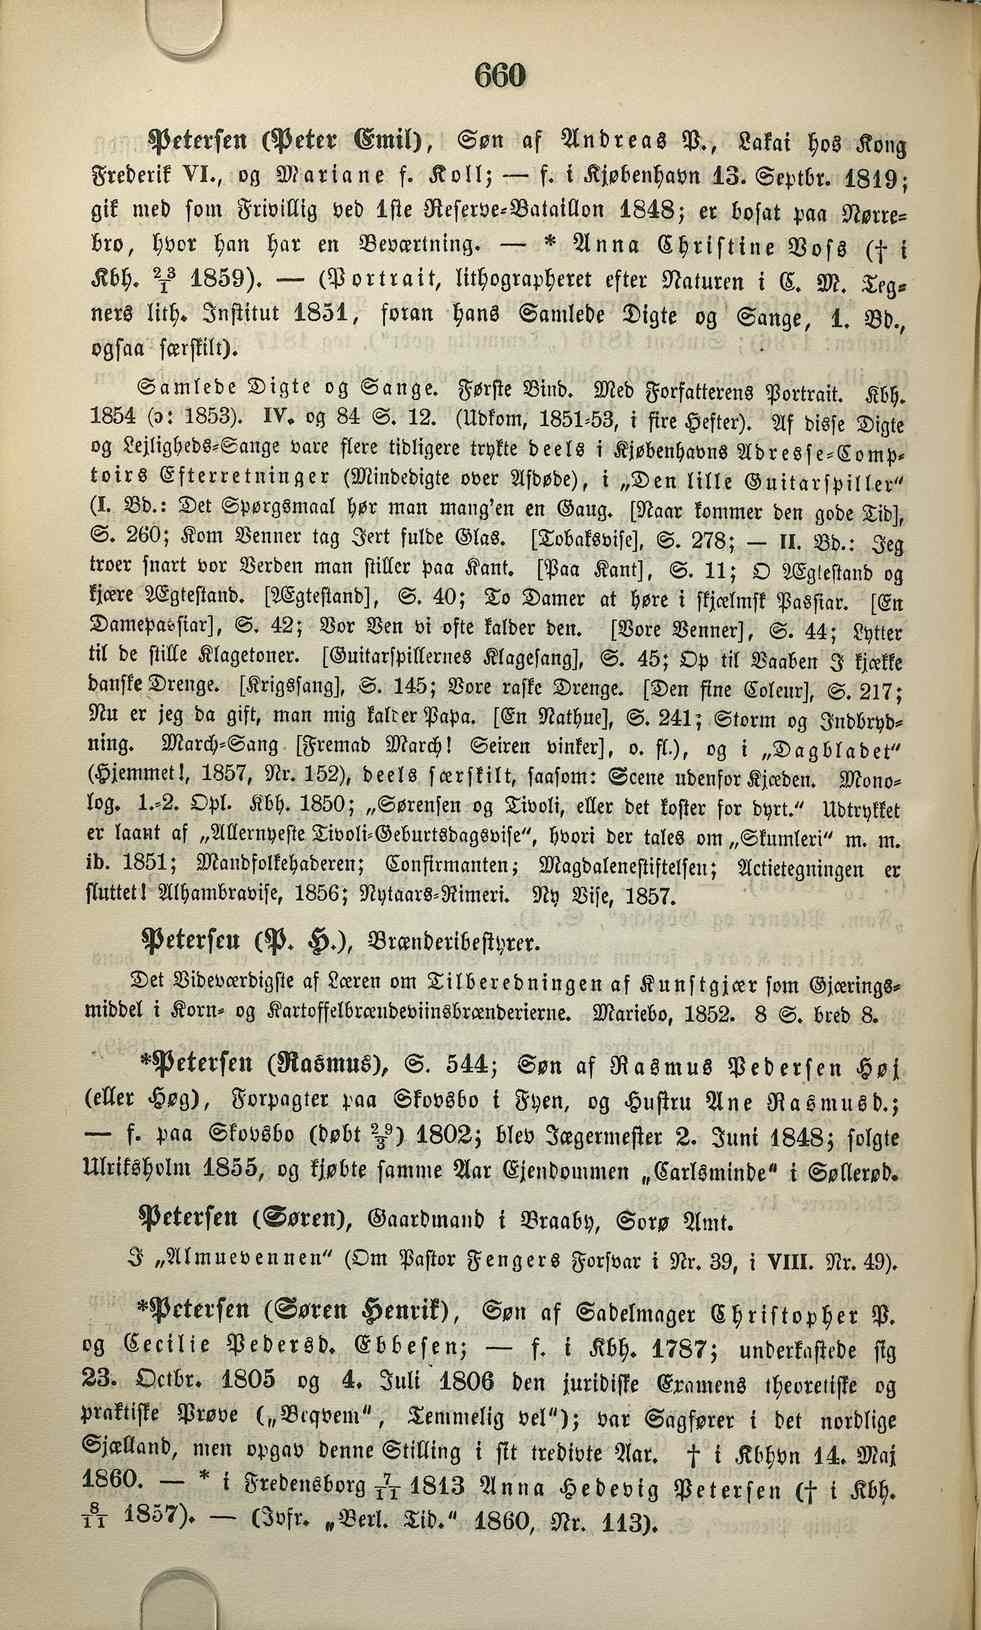 660
Petersen (Peter Emil), Søn af Andreas P., Lakai hos Kong
Frederik VI., og Mariane f. Koll; — f. i Kjøbenhavn 13. Septbr. 1819;
gik med som Frivillig ved 1ste Reserve-Bataillon 1848; er bosat paa Nørre-
bro, hvor han har en Beværtning. — * Anna Christine Voss († i
Kbh. 23/1 1859). — (Portrait, lithographeret efter Naturen i C. M. Teg-
ners lith. Institut 1851, foran hans Samlede Digte og Sange, 1. Bd.,
ogsaa særskilt).
Samlede Digte og Sange. Første Bind. Med Forfatterens Portrait. Kbh.
1854 (ɔ: 1853). IV. og 84 S. 12. (Udkom, 1851-53, i fire Hefter). Af disse Digte
og Lejligheds-Sange vare flere tidligere trykte deels i Kjøbenhavns Adresse-Comp-
toirs Efterretninger (Mindedigte over Afdøde), i „Den lille Guitarspiller“
(I. Bd.: Det Spørgsmaal hør man mang'en en Gang. [Naar kommer den gode Tid],
S. 260; Kom Venner tag Jert fulde Glas. [Tobaksvise], S. 278; — II. Bd.: Jeg
troer snart vor Verden man stiller paa Kant. [Paa Kant], S. 11; O Ægtestand og
kjære Ægtestand. [Ægtestand], S. 40; To Damer at høre i skjælmsk Passiar. [En
Damepassiar], S. 42; Vor Ven vi ofte kalder den. [Vore Venner], S. 44; Lytter
til de stille Klagetoner. [Guitarspillernes Klagesang], S. 45; Op til Vaaben I kjække
danske Drenge. [Krigssang], S. 145; Vore raske Drenge. [Den fine Coleur], S. 217;
Nu er jeg da gift, man mig kalder Papa. [En Nathue], S. 241; Storm og Indbryd-
ning. March-Sang [Fremad March! Seiren vinker], o. fl.), og i „Dagbladet“
(Hjemmet!, 1857, Nr. 152), deels særskilt, saasom: Scene udenfor Kjæden. Mono-
log. 1.-2. Opl. Kbh. 1850; „Sørensen og Tivoli, eller det koster for dyrt.“ Udtrykket
er laant af „Allernyeste Tivoli-Geburtsdagsvise“, hvori der tales om „Skumleri“ m. m.
ib. 1851; Mandfolkehaderen; Confirmanten; Magdalenestiftelsen; Actietegningen er
sluttet! Alhambravise, 1856; Nytaars-Rimeri. Ny Vise, 1857.
Petersen (P. H.), Brænderibestyrer.
Det Videværdigste af Læren om Tilberedningen af Kunstgjær som Gjærings-
middel i Korn- og Kartoffelbrændeviinsbrænderierne. Mariebo, 1852. 8 S. bred 8.
*Petersen (Rasmus), S. 544; Søn af Rasmus Pedersen Høj
(eller Høg), Forpagter paa Skovsbo i Fyen, og Hustru Ane Rasmusd.;
— f. paa Skovsbo (døbt 29/3) 1802; blev Jægermester 2. Juni 1848; solgte
Ulriksholm 1855, og kjøbte samme Aar Ejendommen „Carlsminde“ i Søllerød.
Petersen (Søren), Gaardmand i Braaby, Sorø Amt.
I „Almuevennen“ (Om Pastor Fengers Forsvar i Nr. 39, i VIII. Nr. 49).
*Petersen (Søren Henrik), Søn af Sadelmager Christopher P.
og Cecilie Pedersd. Ebbesen; — f. i Kbh. 1787; underkastede sig
23. Octbr. 1805 og 4. Juli 1806 den juridiske Examens theoretiske og
praktiske Prøve („Beqvem“, Temmelig vel“); var Sagfører i det nordlige
Sjælland, men opgav denne Stilling i sit tredivte Aar. † i Kbhvn 14. Maj
1860. — * i Fredensborg 7/11 1813 Anna Hedevig Petersen († i Kbh.
8/11 1857). — (Jvfr. „Berl. Tid.“ 1860, Nr. 113).